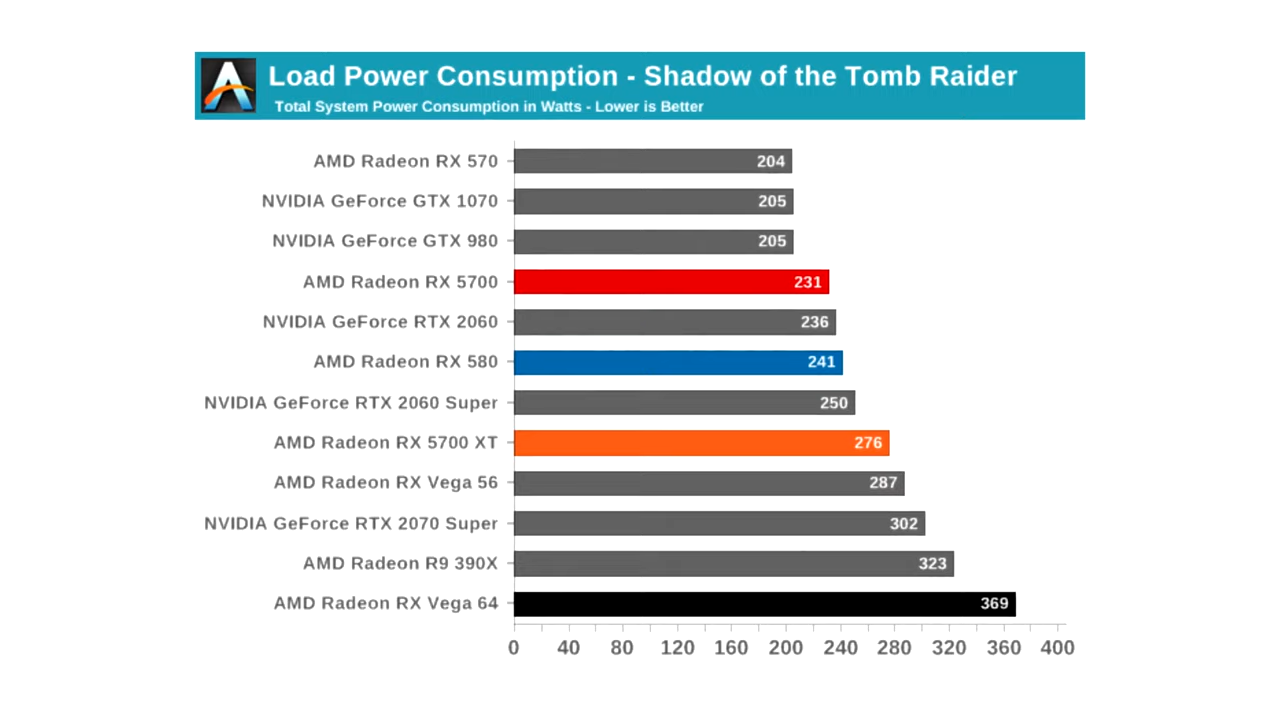 Load Power Consumption - Shadow of the Tomb Raider
Total System Power Consumption in Watts - Lower is Better
AMD Radeon RX 570 204
NVIDIA GeForce GTX 1070 205
NVIDIA GeForce GTX 980 205
AMD Radeon RX 5700 231
NVIDIA GeForce RTX 2060 236
AMD Radeon RX 580 241
NVIDIA GeForce RTX 2060 Super 250
AMD Radeon RX 5700 XT 276
AMD Radeon RX Vega 56 287
NVIDIA GeForce RTX 2070 Super 302
AMD Radeon R9 390X 323
AMD Radeon RX Vega 64 369
0 40 80 120 160 200 240 280 320 360 400